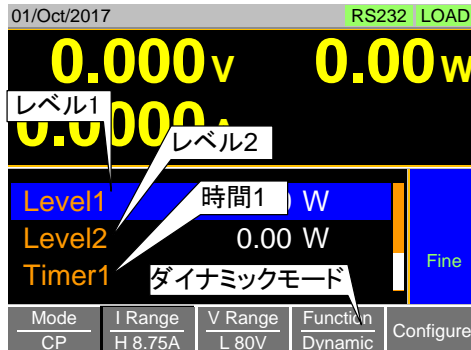 01/Oct/2017 RS232 LOAD
0.000 V 0.00 W
レベル1
0.0000
レベル2
Level1 時間1 W
Level2 0.00 W
Timer1 ダイナミックモード Fine
Mode I Range V Range Function Configure
CP H 8.75A L 80V Dynamic